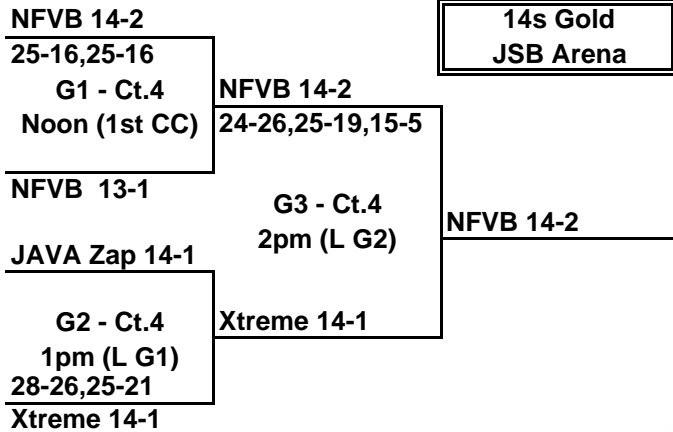 NFVB 14-2
14s Gold
JSB Arena
25-16,25-16
G1 - Ct.4
Noon (1st CC)
NFVB 14-2
24-26,25-19,15-5
NFVB 13-1
G3 - Ct.4
2pm (L G2)
NFVB 14-2
JAVA Zap 14-1
G2 - Ct.4
1pm (L G1)
Xtreme 14-1
28-26,25-21
Xtreme 14-1